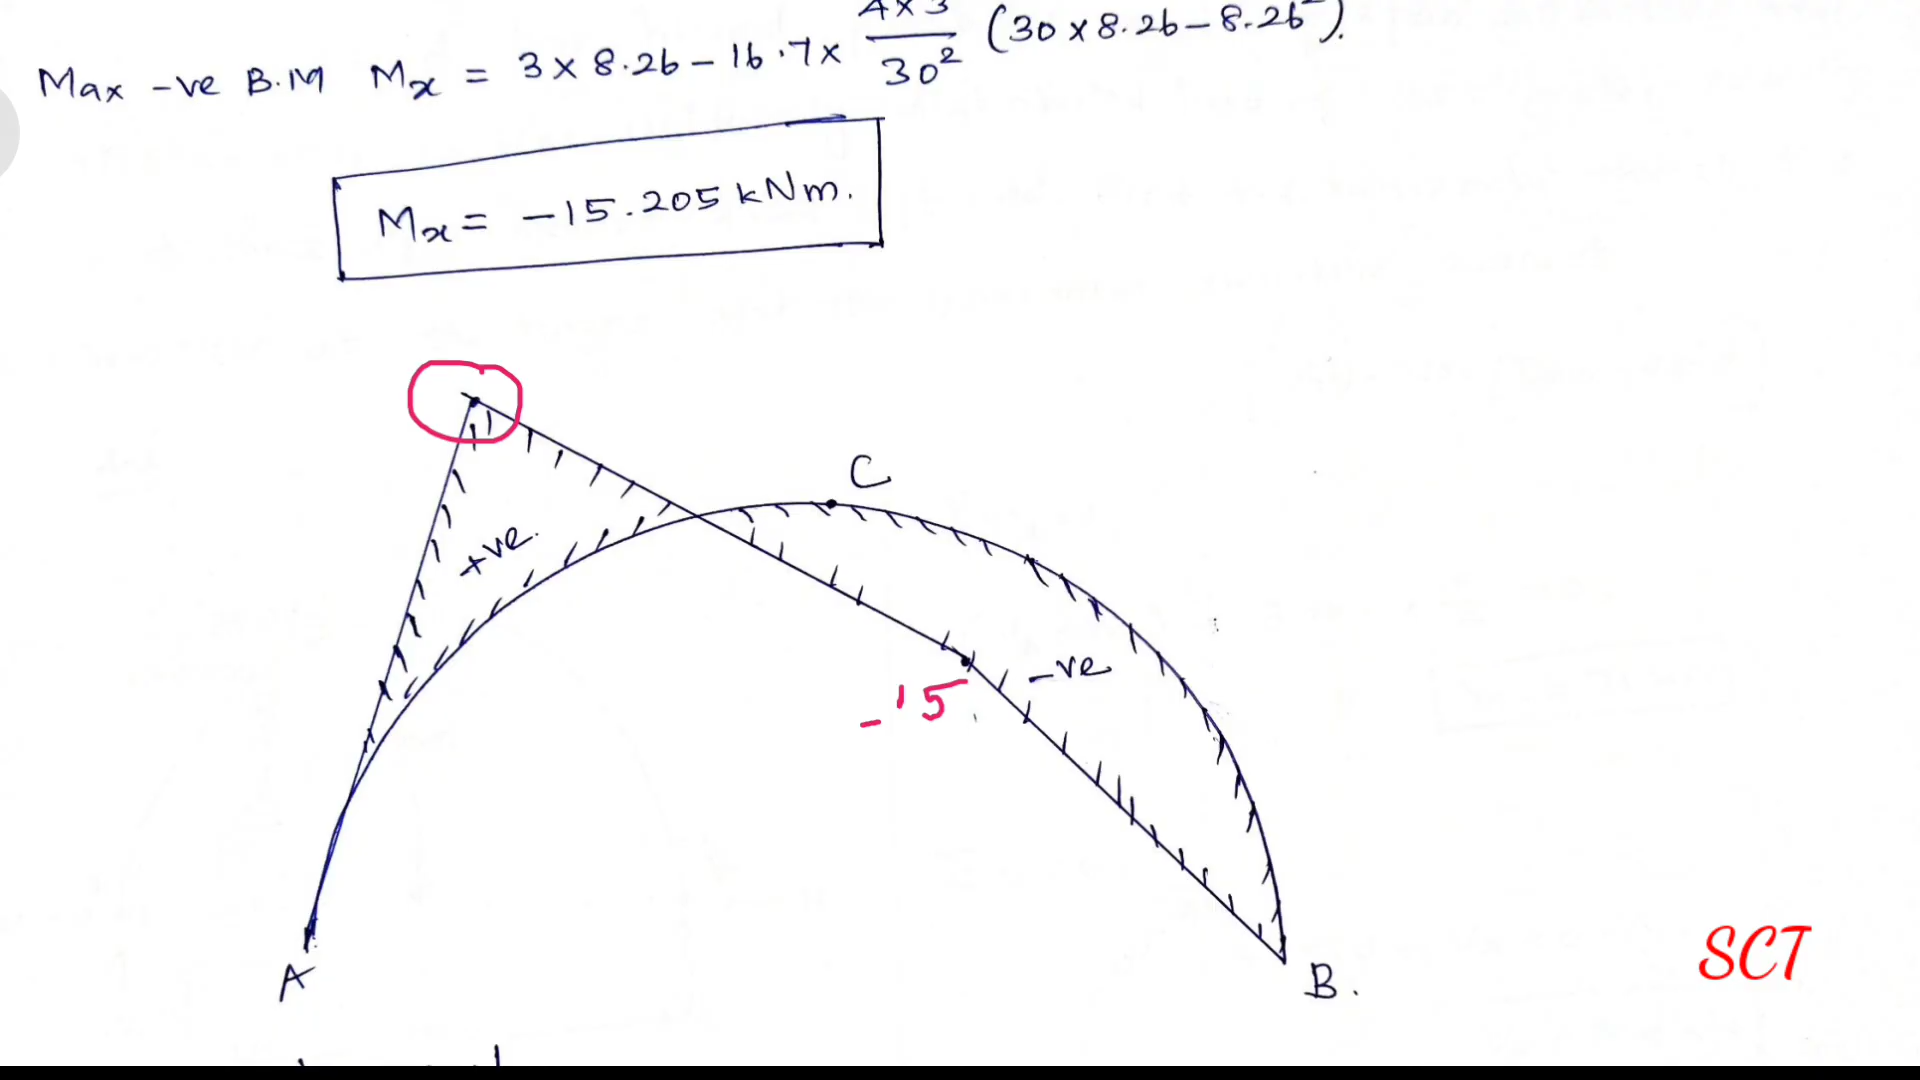 Max -ve B.M Mx = 3 × 8.26 - 16.7 × 4×3/30² (30 × 8.26 - 8.26²).
Mx = -15.205 kNm.
C
+ve.
-ve
-15
A
B.
SCT